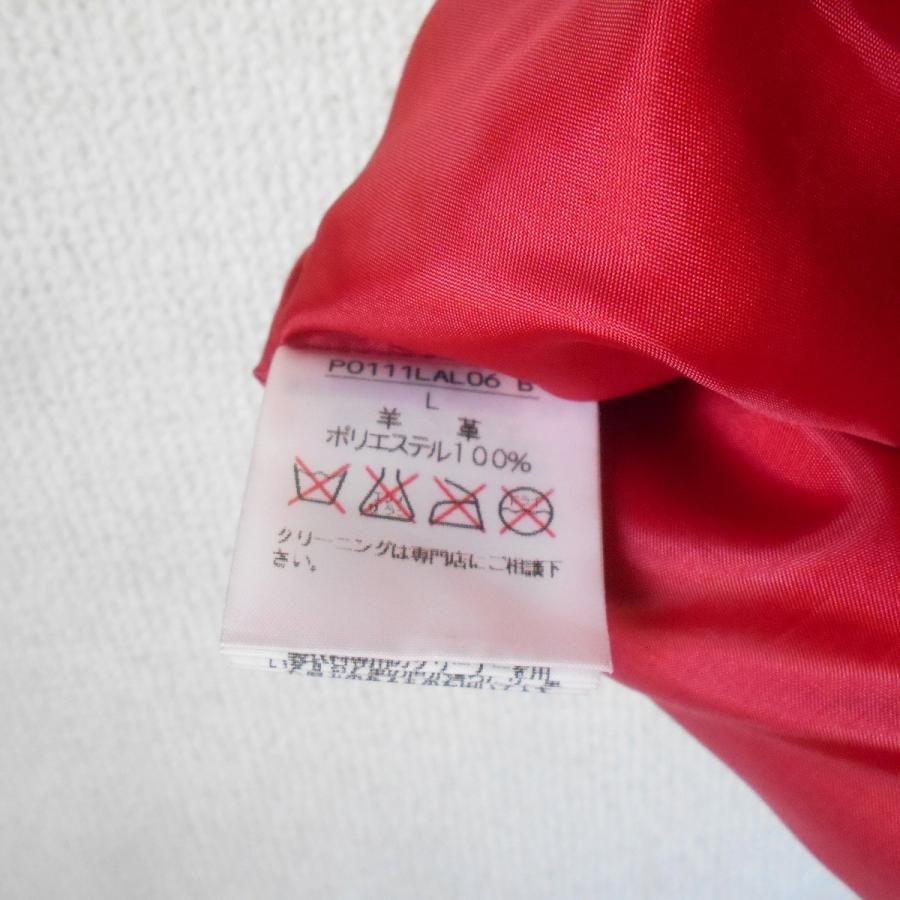 PO111LAL06 B
L
羊 革
ポリエステル100%
クリーニングは専門店にご相談下
さい。